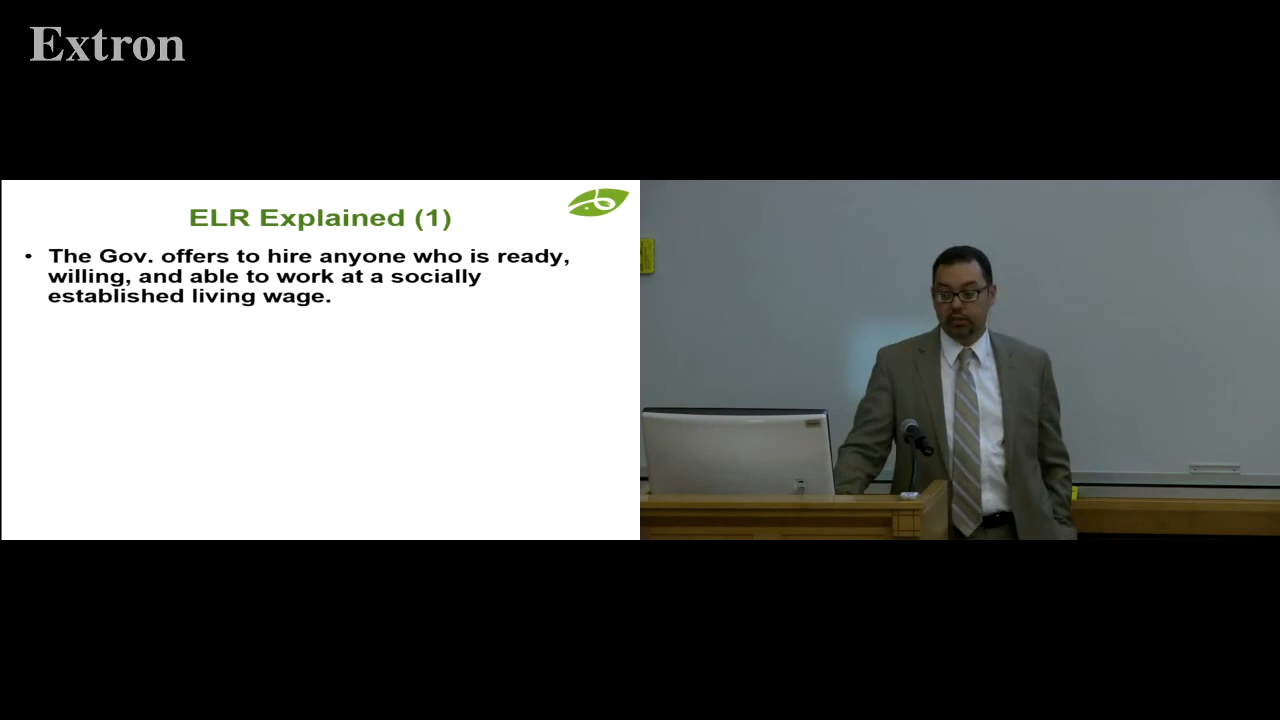 Extron
ELR Explained (1)
• The Gov. offers to hire anyone who is ready,
willing, and able to work at a socially
established living wage.